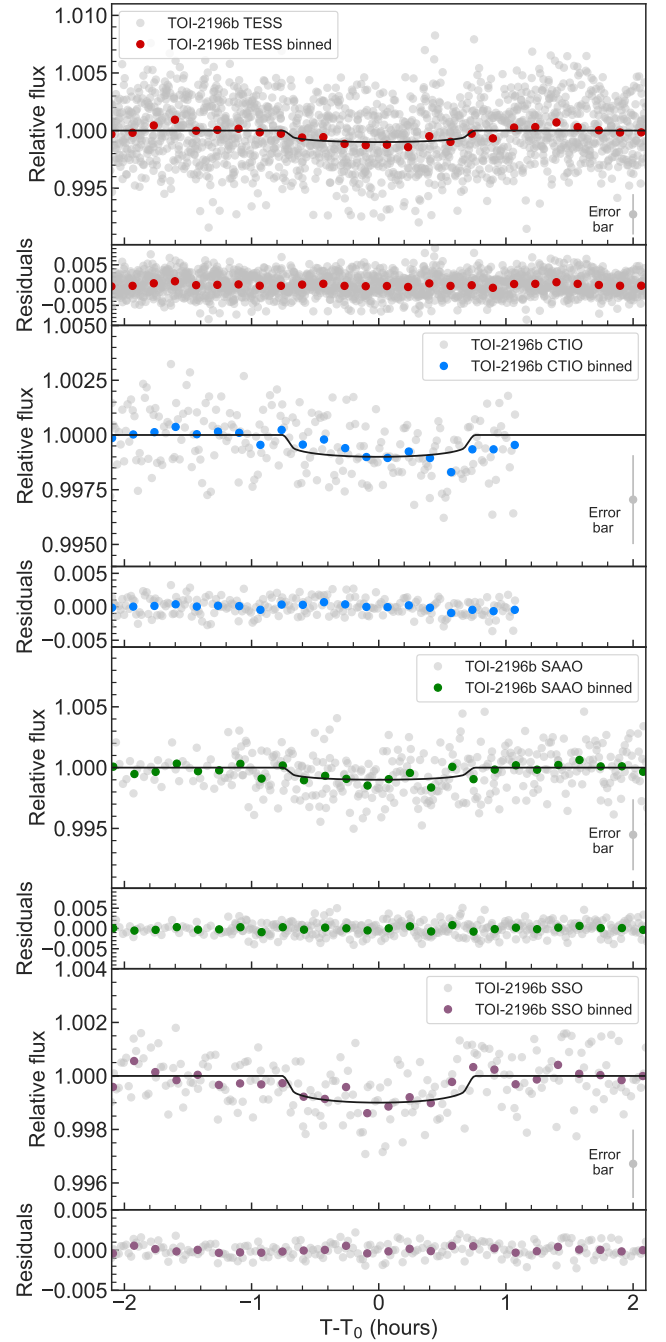 1.010
TOI-2196b TESS
TOI-2196b TESS binned
1.005
1.000
0.995
Relative flux
Error
bar
0.005
0.000
−0.005
Residuals
1.0050
TOI-2196b CTIO
TOI-2196b CTIO binned
1.0025
1.0000
0.9975
0.9950
Relative flux
Error
bar
0.005
0.000
−0.005
Residuals
TOI-2196b SAAO
TOI-2196b SAAO binned
1.005
1.000
0.995
Relative flux
Error
bar
0.005
0.000
−0.005
Residuals
1.004
TOI-2196b SSO
TOI-2196b SSO binned
1.002
1.000
0.998
0.996
Relative flux
Error
bar
0.005
0.000
−0.005
Residuals
−2 −1 0 1 2
T-T₀ (hours)